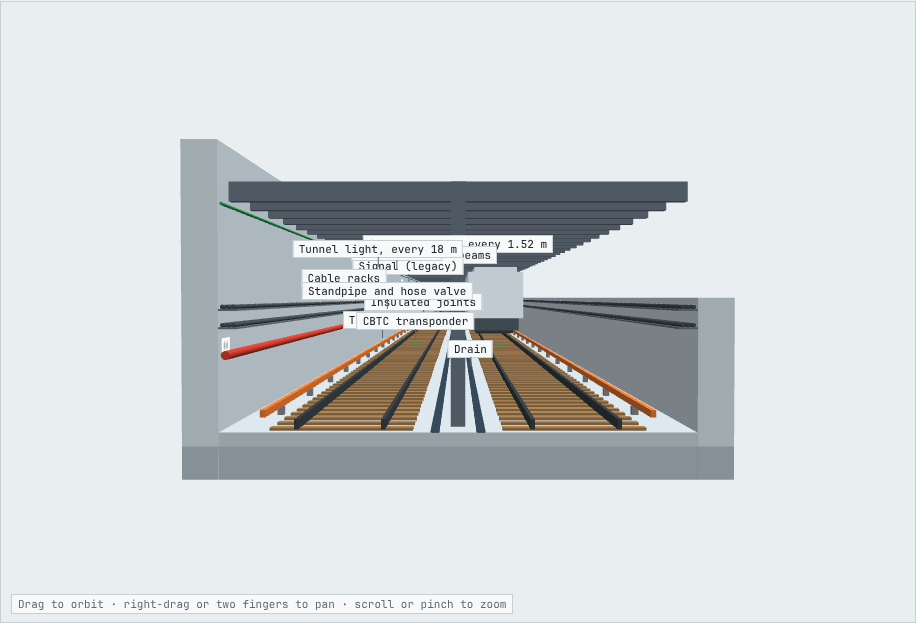 every 1.52 m
Tunnel light, every 18 m
beams
Signal (legacy)
Cable racks
Standpipe and hose valve
Insulated joints
T
CBTC transponder
Drain
Drag to orbit · right-drag or two fingers to pan · scroll or pinch to zoom